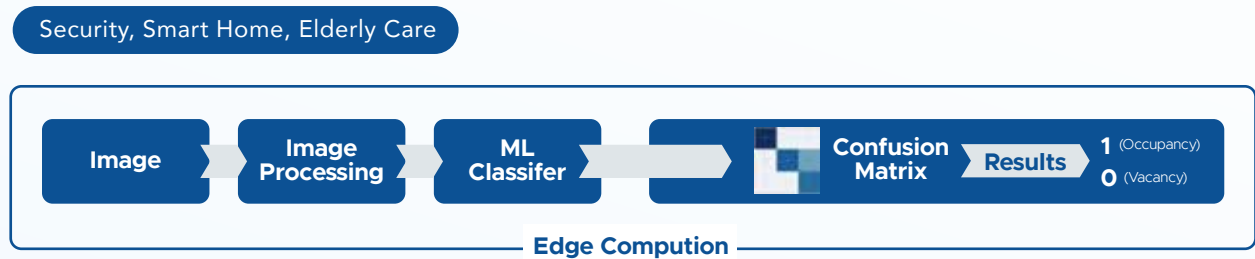 Security, Smart Home, Elderly Care
Image
Image
Processing
ML
Classifer
Confusion
Matrix
Results
1 (Occupancy)
0 (Vacancy)
Edge Compution